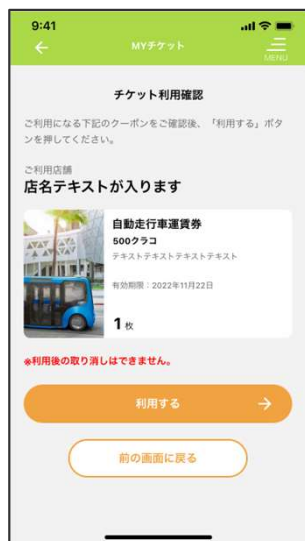 9:41
MYチケット
MENU
チケット利用確認
ご利用になる下記のクーポンをご確認後、「利用する」ボタ
ンを押してください。
ご利用店舗
店名テキストが入ります
自動走行車運賃券
500クラコ
テキストテキストテキストテキスト
有効期限：2022年11月22日
1 枚
※利用後の取り消しはできません。
利用する
前の画面に戻る